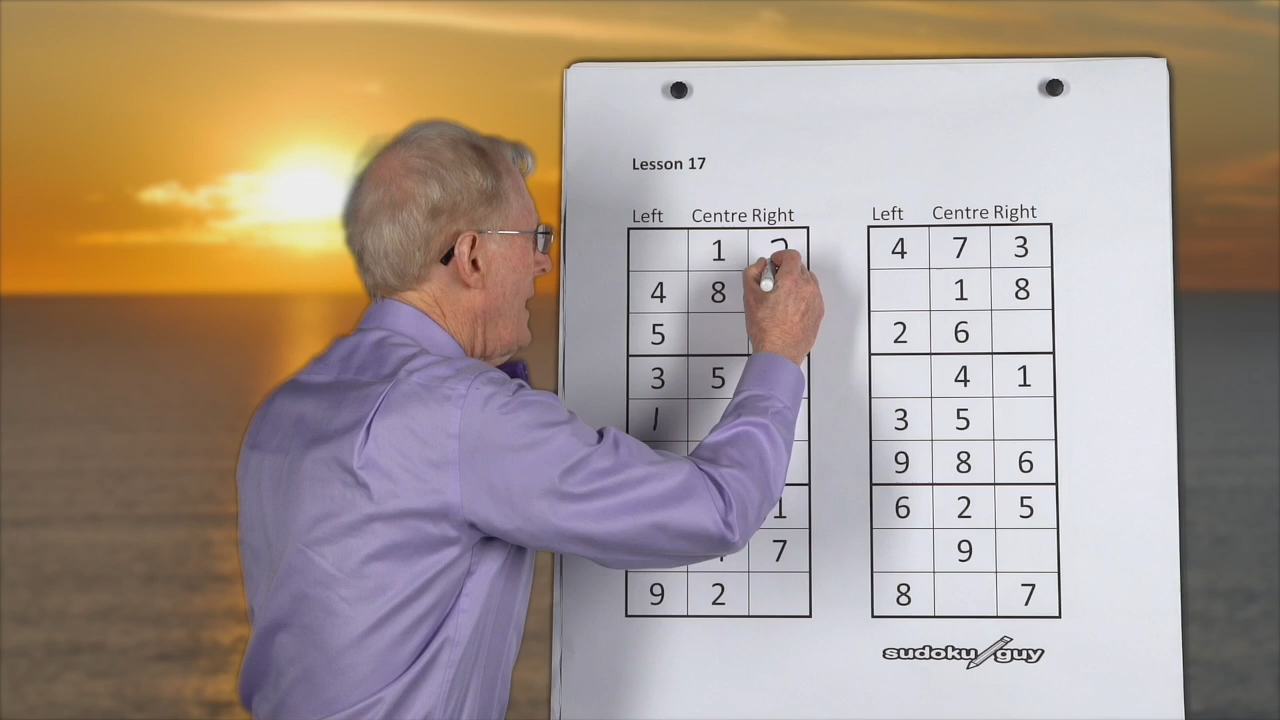 Lesson 17
Left Centre Right
1
4 8
5
3 5
1
1
7
9 2
Left Centre Right
4 7 3
1 8
2 6
4 1
3 5
9 8 6
6 2 5
9
8 7
sudoku guy